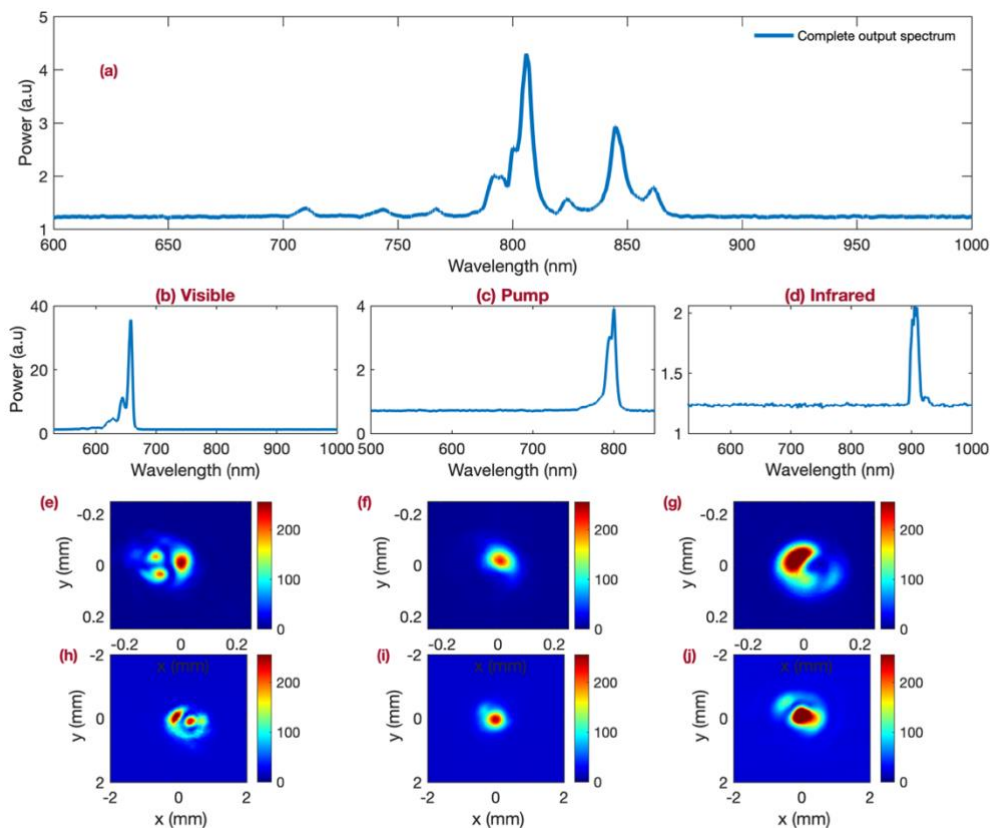 5
4
3
2
1
Power (a.u)
(a)
Complete output spectrum
600 650 700 750 800 850 900 950 1000
Wavelength (nm)
(b) Visible
40
20
0
Power (a.u)
600 700 800 900 1000
Wavelength (nm)
(c) Pump
4
2
0
500 600 700 800
Wavelength (nm)
(d) Infrared
2
1.5
1
600 700 800 900 1000
Wavelength (nm)
(e)
-0.2
0
0.2
y (mm)
-0.2 0 0.2
x (mm)
200
100
0
(f)
-0.2
0
0.2
y (mm)
-0.2 0 0.2
x (mm)
200
100
0
(g)
-0.2
0
0.2
y (mm)
-0.2 0 0.2
x (mm)
200
100
0
(h)
-2
0
2
y (mm)
-2 0 2
x (mm)
200
100
0
(i)
-2
0
2
y (mm)
-2 0 2
x (mm)
200
100
0
(j)
-2
0
2
y (mm)
-2 0 2
x (mm)
200
100
0